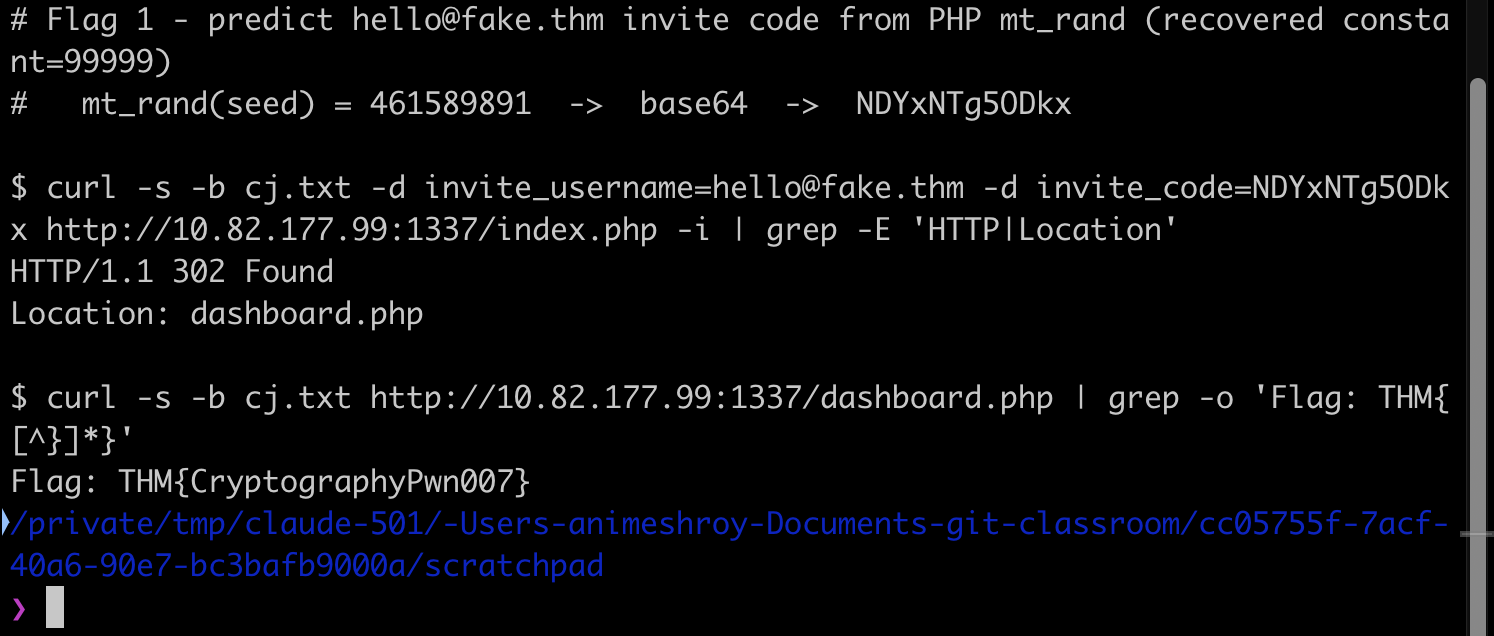 # Flag 1 - predict hello@fake.thm invite code from PHP mt_rand (recovered consta
nt=99999)
#   mt_rand(seed) = 461589891  ->  base64  ->  NDYxNTg5ODkx
$ curl -s -b cj.txt -d invite_username=hello@fake.thm -d invite_code=NDYxNTg5ODk
x http://10.82.177.99:1337/index.php -i | grep -E 'HTTP|Location'
HTTP/1.1 302 Found
Location: dashboard.php
$ curl -s -b cj.txt http://10.82.177.99:1337/dashboard.php | grep -o 'Flag: THM{
[^}]*}'
Flag: THM{CryptographyPwn007}
/private/tmp/claude-501/-Users-animeshroy-Documents-git-classroom/cc05755f-7acf-
40a6-90e7-bc3bafb9000a/scratchpad
❯